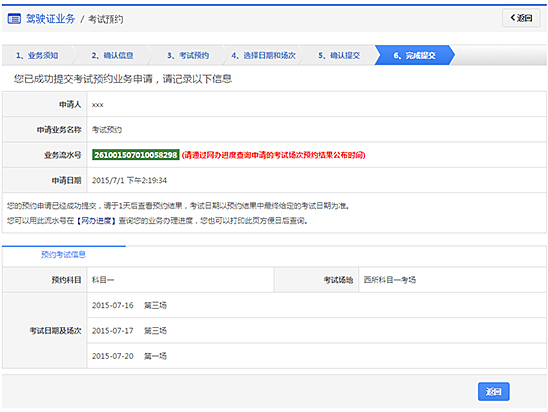 驾驶证业务 / 考试预约 返回
1、业务须知 2、确认信息 3、考试预约 4、选择日期和场次 5、确认提交 6、完成提交
您已成功提交考试预约业务申请，请记录以下信息
申请人 xxx
申请业务名称 考试预约
业务流水号 261001507010058298 (请通过网办进度查询申请的考试场次预约结果公布时间)
申请日期 2015/7/1 下午2:19:34
您的预约申请已经成功提交，请于1天后查看预约结果，考试日期以预约结果中最终给定的考试日期为准。
您可以用此流水号在【网办进度】查询您的业务办理进度，您也可以打印此页方便日后查询。
预约考试信息
预约科目 科目一 考试场地 西所科目一考场
考试日期及场次
2015-07-16 第三场
2015-07-17 第三场
2015-07-20 第一场
返回